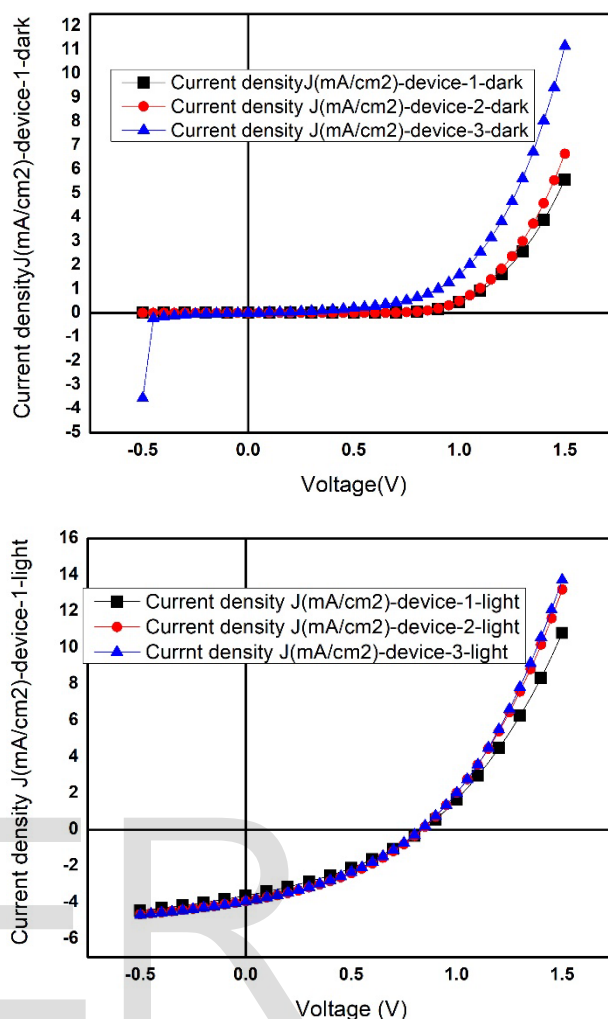 12
11
10
9
8
7
6
5
4
3
2
1
0
-1
-2
-3
-4
-5
Current densityJ(mA/cm2)-device-1-dark
Current densityJ(mA/cm2)-device-1-dark
Current density J(mA/cm2)-device-2-dark
Current density J(mA/cm2)-device-3-dark
-0.5 0.0 0.5 1.0 1.5
Voltage(V)
16
14
12
10
8
6
4
2
0
-2
-4
-6
Current density J(mA/cm2)-device-1-light
Current density J(mA/cm2)-device-1-light
Current density J(mA/cm2)-device-2-light
Currnt density J(mA/cm2)-device-3-light
-0.5 0.0 0.5 1.0 1.5
Voltage (V)
ER